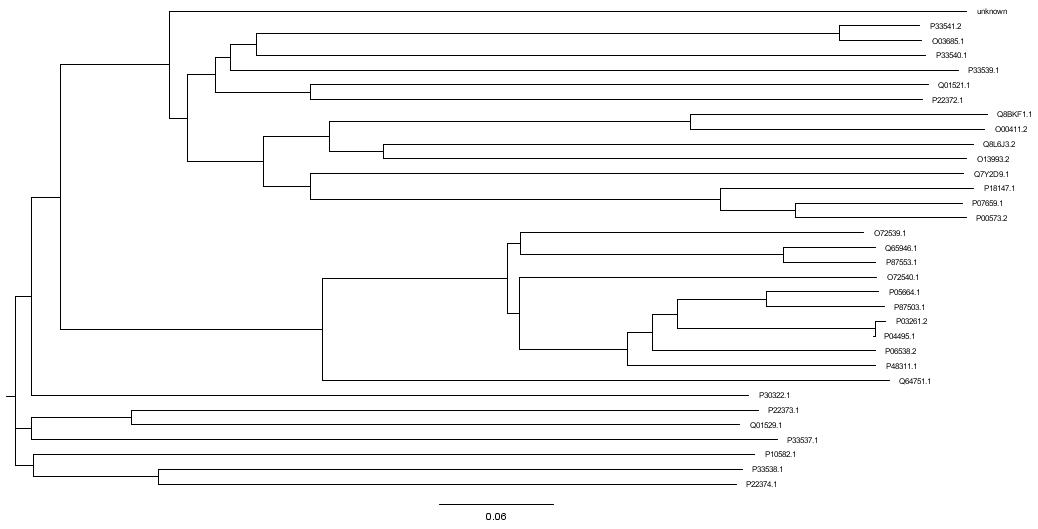 unknown
P33541.2
O03685.1
P33540.1
P33539.1
Q01521.1
P22372.1
Q8BKF1.1
O00411.2
Q8L6J3.2
O13993.2
Q7Y2D9.1
P18147.1
P07659.1
P00573.2
O72539.1
Q65946.1
P87553.1
O72540.1
P05664.1
P87503.1
P03261.2
P04495.1
P06538.2
P48311.1
Q64751.1
P30322.1
P22373.1
Q01529.1
P33537.1
P10582.1
P33538.1
P22374.1
0.06